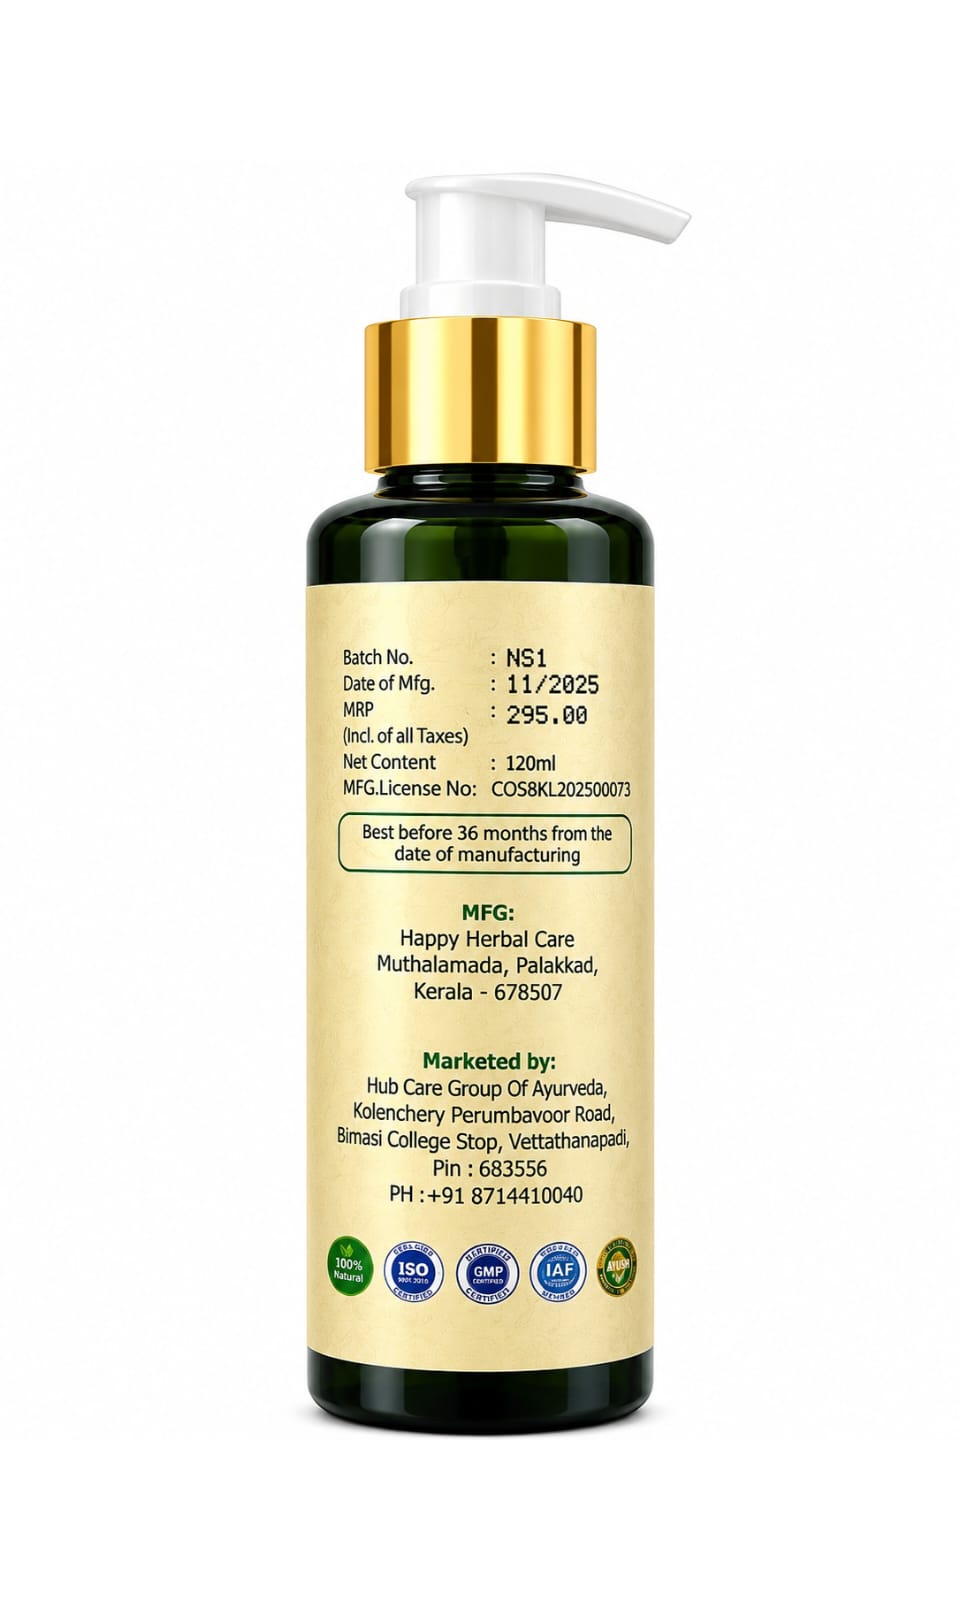 Batch No. : NS1
Date of Mfg. : 11/2025
MRP : 295.00
(Incl. of all Taxes)
Net Content : 120ml
MFG.License No: COS8KL202500073
Best before 36 months from the
date of manufacturing
MFG:
Happy Herbal Care
Muthalamada, Palakkad,
Kerala - 678507
Marketed by:
Hub Care Group Of Ayurveda,
Kolenchery Perumbavoor Road,
Bimasi College Stop, Vettathanapadi,
Pin : 683556
PH :+91 8714410040
100%
Natural
ISO
CERTIFIED
GMP
CERTIFIED
IAF
AYUSH